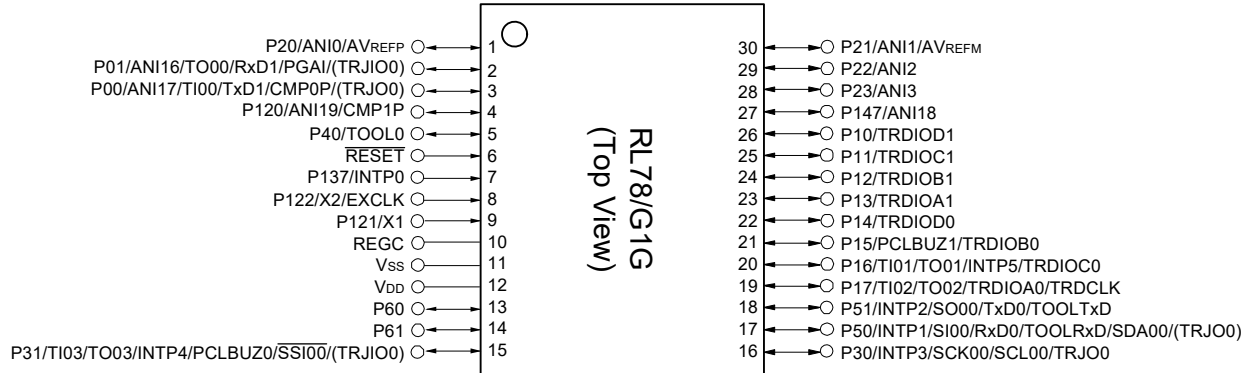 P20/ANI0/AVREFP 1
P01/ANI16/TO00/RxD1/PGAI/(TRJIO0) 2
P00/ANI17/TI00/TxD1/CMP0P/(TRJO0) 3
P120/ANI19/CMP1P 4
P40/TOOL0 5
RESET 6
P137/INTP0 7
P122/X2/EXCLK 8
P121/X1 9
REGC 10
VSS 11
VDD 12
P60 13
P61 14
P31/TI03/TO03/INTP4/PCLBUZ0/SSI00/(TRJIO0) 15
RL78/G1G
(Top View)
30 P21/ANI1/AVREFM
29 P22/ANI2
28 P23/ANI3
27 P147/ANI18
26 P10/TRDIOD1
25 P11/TRDIOC1
24 P12/TRDIOB1
23 P13/TRDIOA1
22 P14/TRDIOD0
21 P15/PCLBUZ1/TRDIOB0
20 P16/TI01/TO01/INTP5/TRDIOC0
19 P17/TI02/TO02/TRDIOA0/TRDCLK
18 P51/INTP2/SO00/TxD0/TOOLTxD
17 P50/INTP1/SI00/RxD0/TOOLRxD/SDA00/(TRJO0)
16 P30/INTP3/SCK00/SCL00/TRJO0